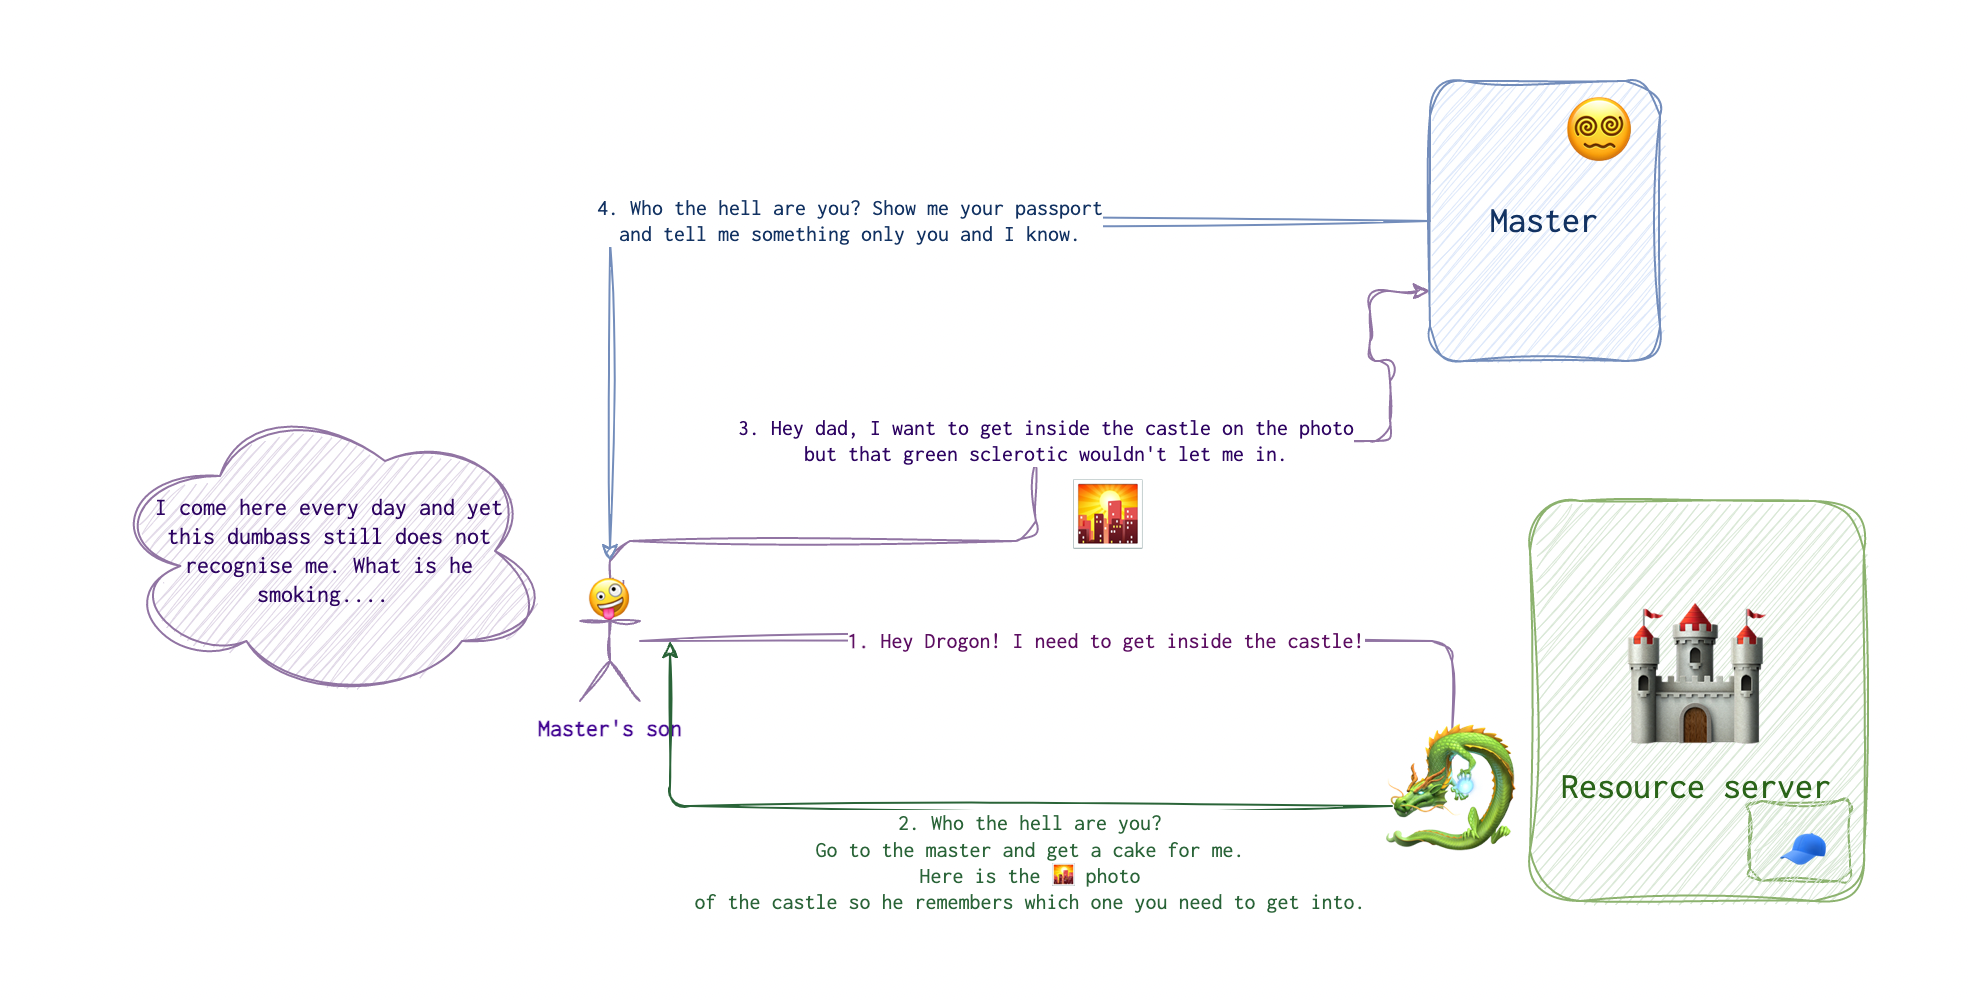 4. Who the hell are you? Show me your passport
and tell me something only you and I know.
Master
3. Hey dad, I want to get inside the castle on the photo
but that green sclerotic wouldn't let me in.
I come here every day and yet
this dumbass still does not
recognise me. What is he
smoking....
1. Hey Drogon! I need to get inside the castle!
Master's son
Resource server
2. Who the hell are you?
Go to the master and get a cake for me.
Here is the photo
of the castle so he remembers which one you need to get into.